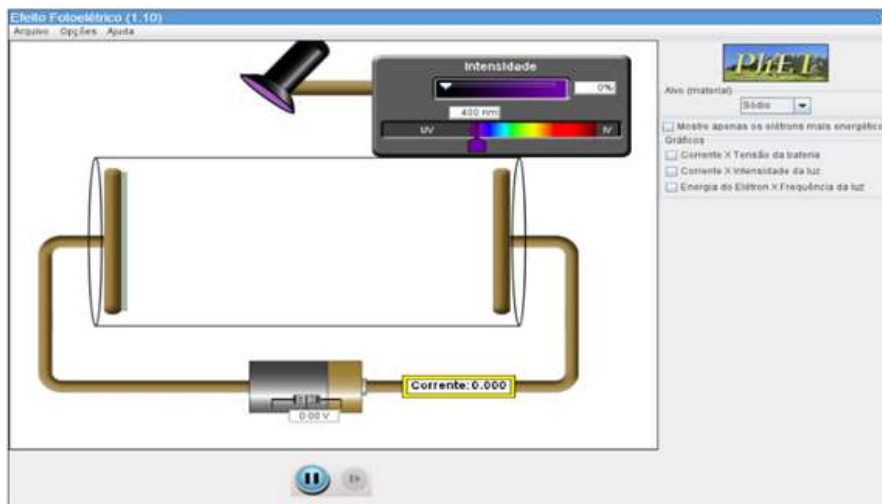 Efeito Fotoelétrico (1.10)
Arquivo Opções Ajuda
Intensidade
0%
400 nm
UV
IV
PhET
Alvo (material)
Sódio
Mostre apenas os elétrons mais energético
Gráficos
Corrente X Tensão da bateria
Corrente X Intensidade da luz
Energia do Elétron X Frequência da luz
Corrente: 0.000
0.00 V